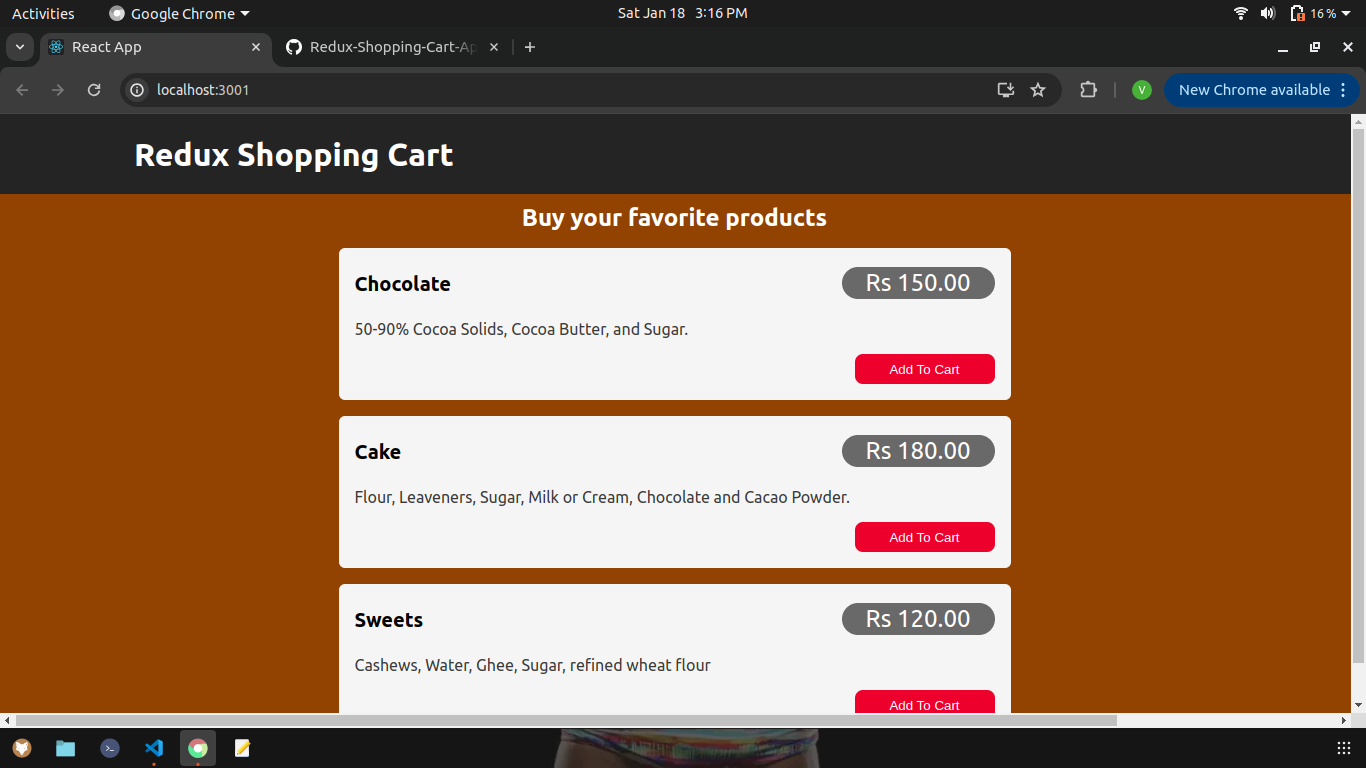 Activities Google Chrome Sat Jan 18 3:16 PM 16 %
React App Redux-Shopping-Cart-Ap
localhost:3001 V New Chrome available
Redux Shopping Cart
Buy your favorite products
Chocolate Rs 150.00
50-90% Cocoa Solids, Cocoa Butter, and Sugar.
Add To Cart
Cake Rs 180.00
Flour, Leaveners, Sugar, Milk or Cream, Chocolate and Cacao Powder.
Add To Cart
Sweets Rs 120.00
Cashews, Water, Ghee, Sugar, refined wheat flour
Add To Cart